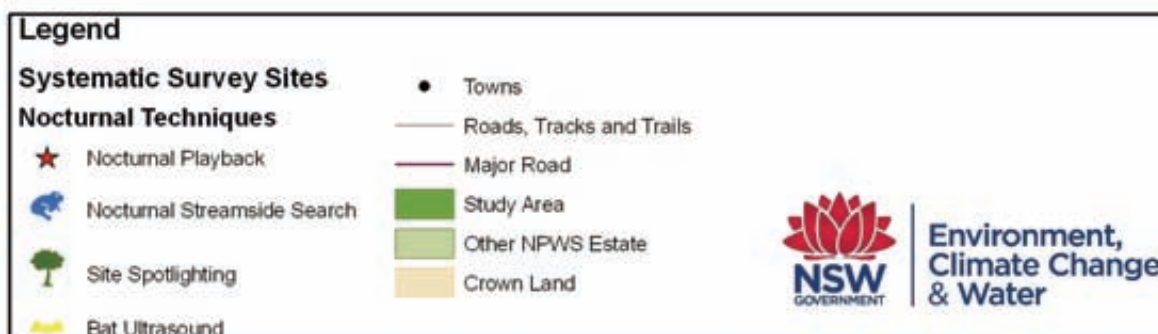 Legend
Systematic Survey Sites
Nocturnal Techniques
Nocturnal Playback
Nocturnal Streamside Search
Site Spotlighting
Bat Ultrasound
Towns
Roads, Tracks and Trails
Major Road
Study Area
Other NPWS Estate
Crown Land
NSW
GOVERNMENT
Environment,
Climate Change
& Water